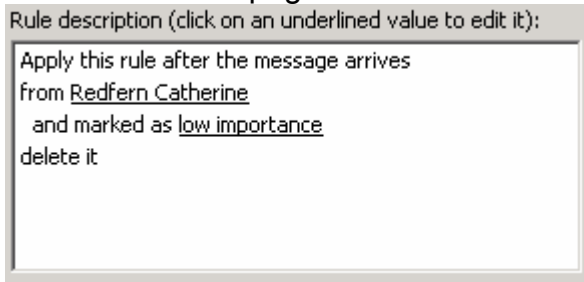 Rule description (click on an underlined value to edit it):
Apply this rule after the message arrives
from Redfern Catherine
and marked as low importance
delete it